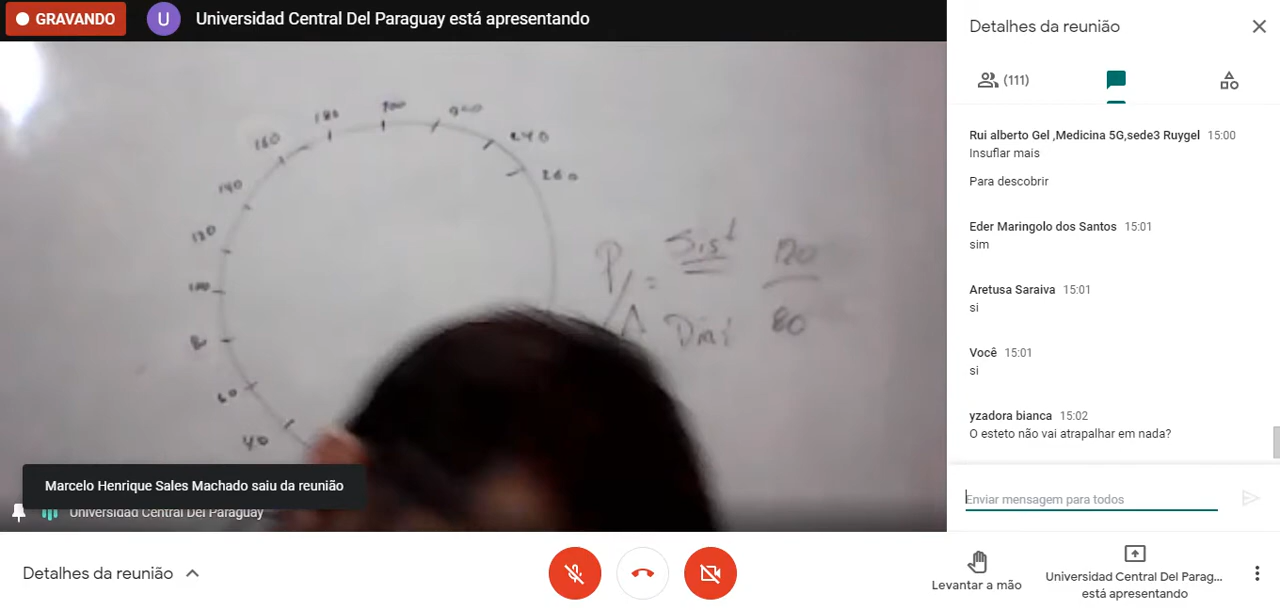 GRAVANDO
U
Universidad Central Del Paraguay está apresentando
180
200
160
240
260
140
120
100
80
60
40
P/A = Sist 120
Dias 80
Marcelo Henrique Sales Machado saiu da reunião
Universidad Central Del Paraguay
Detalhes da reunião
(111)
Rui alberto Gel ,Medicina 5G,sede3 Ruygel 15:00
Insuflar mais
Para descobrir
Eder Maringolo dos Santos 15:01
sim
Aretusa Saraiva 15:01
si
Você 15:01
si
yzadora bianca 15:02
O esteto não vai atrapalhar em nada?
Enviar mensagem para todos
Detalhes da reunião
Levantar a mão
Universidad Central Del Parag...
está apresentando